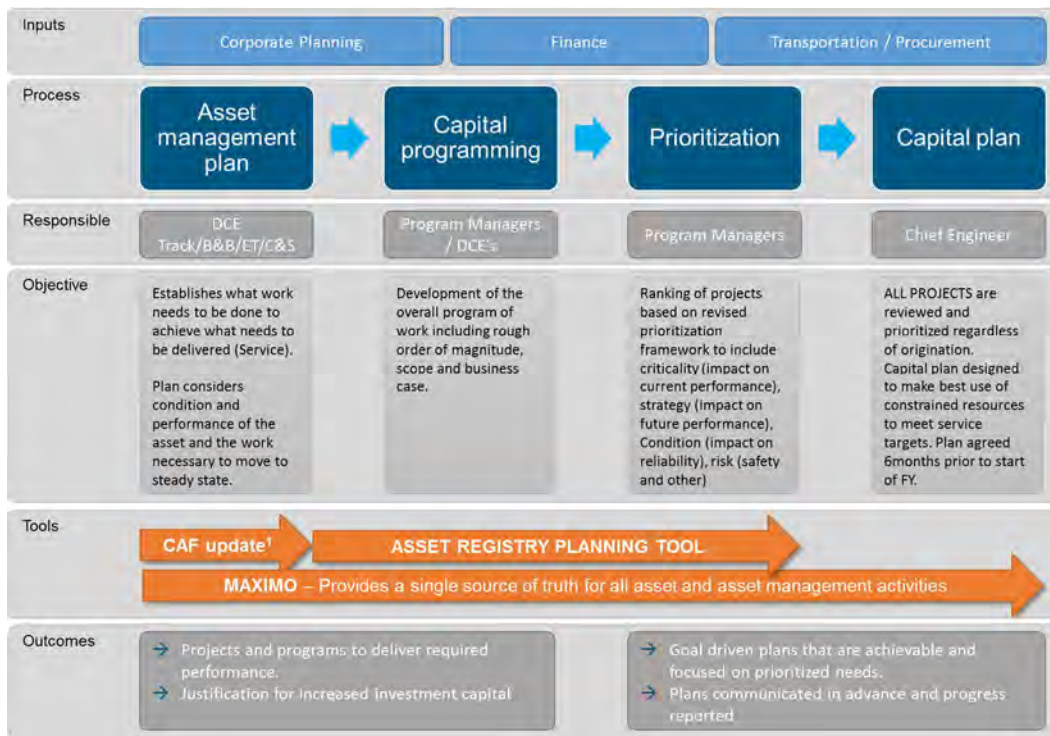 Inputs
Corporate Planning
Finance
Transportation / Procurement
Process
Asset
management
plan
Capital
programming
Prioritization
Capital plan
Responsible
DCE
Track/B&B/ET/C&S
Program Managers
/ DCE's
Program Managers
Chief Engineer
Objective
Establishes what work
needs to be done to
achieve what needs to
be delivered (Service).
Plan considers
condition and
performance of the
asset and the work
necessary to move to
steady state.
Development of the
overall program of
work including rough
order of magnitude,
scope and business
case.
Ranking of projects
based on revised
prioritization
framework to include
criticality (impact on
current performance),
strategy (impact on
future performance),
Condition (impact on
reliability), risk (safety
and other)
ALL PROJECTS are
reviewed and
prioritized regardless
of origination.
Capital plan designed
to make best use of
constrained resources
to meet service
targets. Plan agreed
6months prior to start
of FY.
Tools
CAF update¹
ASSET REGISTRY PLANNING TOOL
MAXIMO – Provides a single source of truth for all asset and asset management activities
Outcomes
→ Projects and programs to deliver required
performance.
→ Justification for increased investment capital
→ Goal driven plans that are achievable and
focused on prioritized needs.
→ Plans communicated in advance and progress
reported